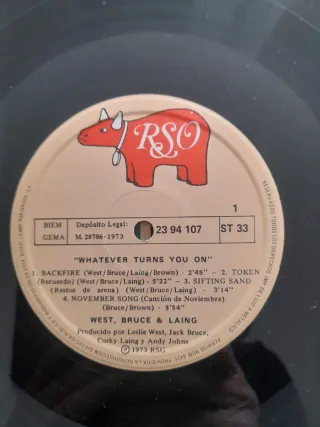 RSO
1
BIEM
GEMA
Depósito Legal:
M. 28786-1973
23 94 107
ST 33
"WHATEVER TURNS YOU ON"
1. BACKFIRE (West/Bruce/Laing/Brown) - 2'48" – 2. TOKEN
(Recuerdo) (West/Bruce/Laing) - 5'22" – 3. SIFTING SAND
(Restos de arena) (West/Bruce/Laing) - 3'14"
4. NOVEMBER SONG (Canción de Noviembre)
(Bruce/Brown) - 5'54"
WEST, BRUCE & LAING
Producido por Leslie West, Jack Bruce,
Corky Laing y Andy Johns
Ⓟ 1973 RSO